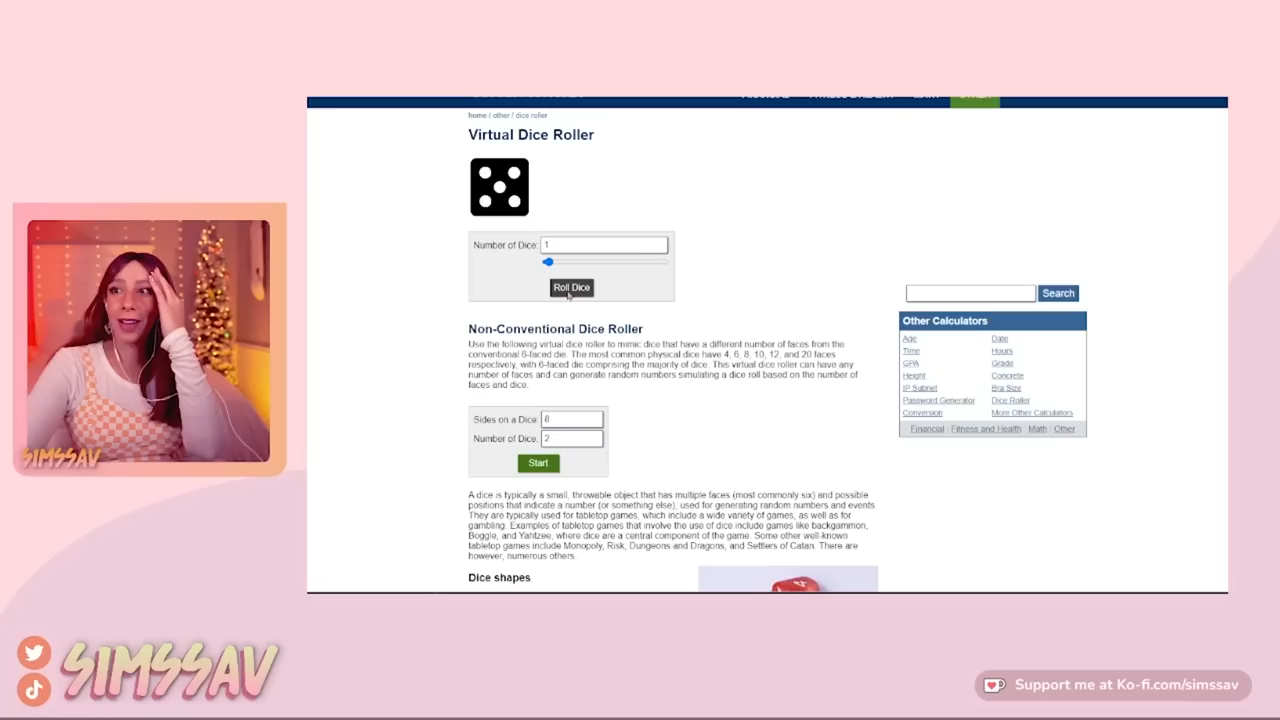 home / other / dice roller
Virtual Dice Roller
Number of Dice: 1
Roll Dice
Non-Conventional Dice Roller
Use the following virtual dice roller to mimic dice that have a different number of faces from the
conventional 6-faced die. The most common physical dice have 4, 6, 8, 10, 12, and 20 faces
respectively, with 6-faced die comprising the majority of dice. This virtual dice roller can have any
number of faces and can generate random numbers simulating a dice roll based on the number of
faces and dice.
Sides on a Dice: 8
Number of Dice: 2
Start
A dice is typically a small, throwable object that has multiple faces (most commonly six) and possible
positions that indicate a number (or something else), used for generating random numbers and events
They are typically used for tabletop games, which include a wide variety of games, as well as for
gambling. Examples of tabletop games that involve the use of dice include games like backgammon,
Boggle, and Yahtzee, where dice are a central component of the game. Some other well-known
tabletop games include Monopoly, Risk, Dungeons and Dragons, and Settlers of Catan. There are
however, numerous others.
Dice shapes
Search
Other Calculators
Age Date
Time Hours
GPA Grade
Height Concrete
IP Subnet Bra Size
Password Generator Dice Roller
Conversion More Other Calculators
Financial | Fitness and Health | Math | Other
SIMSSAV
SIMSSAV
Support me at Ko-fi.com/simssav